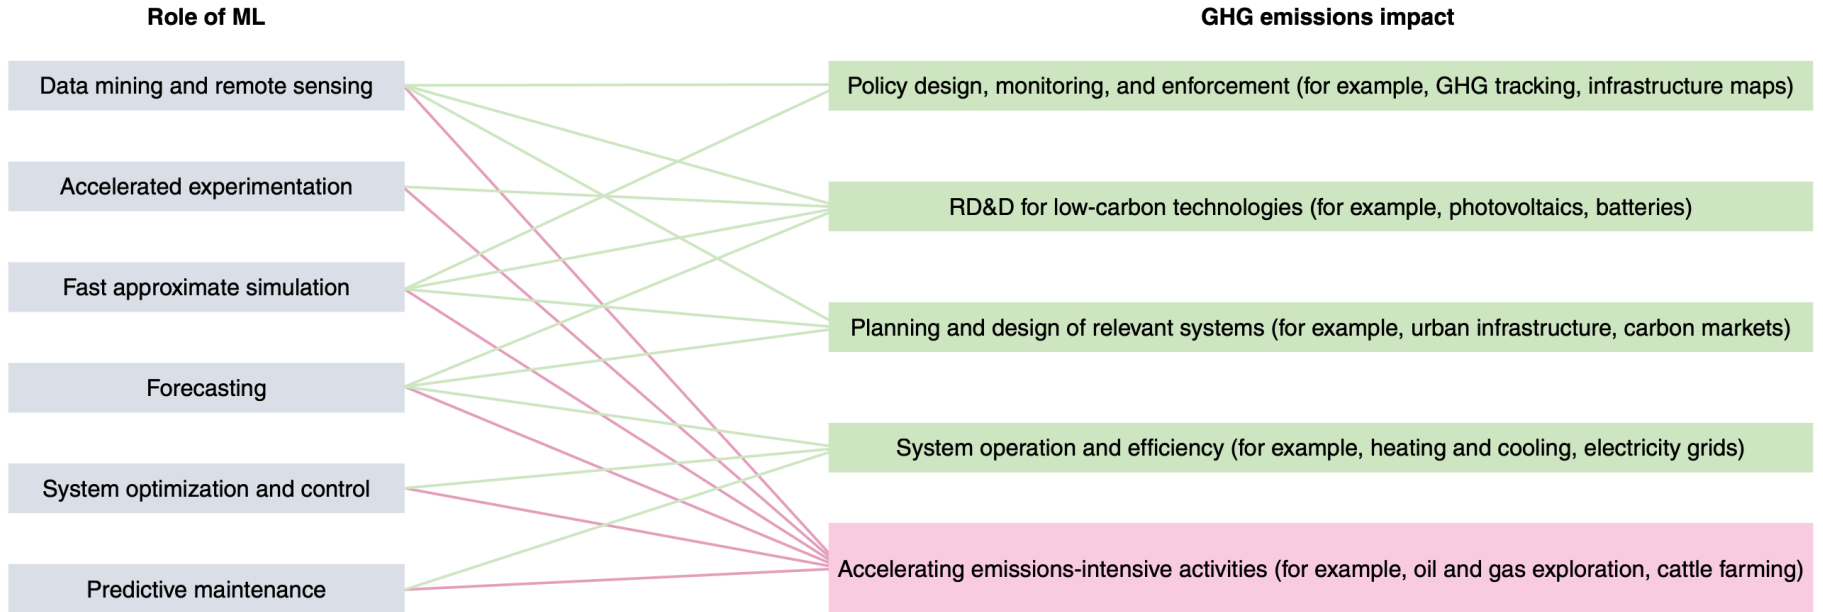 Role of ML
GHG emissions impact
Data mining and remote sensing
Policy design, monitoring, and enforcement (for example, GHG tracking, infrastructure maps)
Accelerated experimentation
RD&D for low-carbon technologies (for example, photovoltaics, batteries)
Fast approximate simulation
Planning and design of relevant systems (for example, urban infrastructure, carbon markets)
Forecasting
System operation and efficiency (for example, heating and cooling, electricity grids)
System optimization and control
Accelerating emissions-intensive activities (for example, oil and gas exploration, cattle farming)
Predictive maintenance